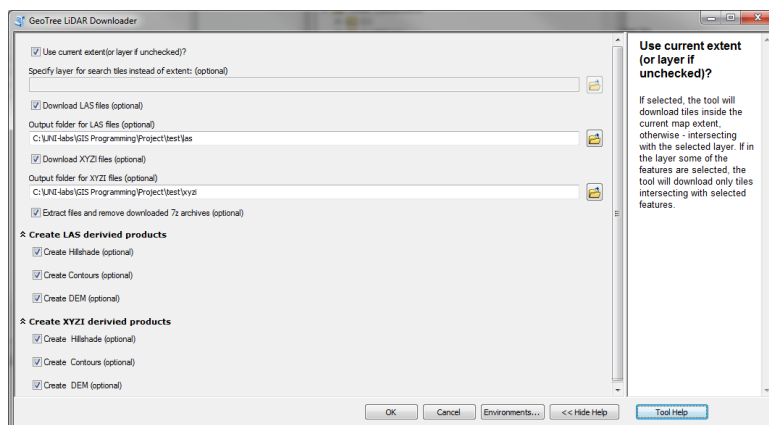 GeoTree LiDAR Downloader
Use current extent(or layer if unchecked)?
Specify layer for search tiles instead of extent: (optional)
Download LAS files (optional)
Output folder for LAS files (optional)
C:\UNI-labs\GIS Programming\Project\test\las
Download XYZI files (optional)
Output folder for XYZI files (optional)
C:\UNI-labs\GIS Programming\Project\test\xyzi
Extract files and remove downloaded 7z archives (optional)
Create LAS derivied products
Create Hillshade (optional)
Create Contours (optional)
Create DEM (optional)
Create XYZI derivied products
Create  Hillshade (optional)
Create  Contours (optional)
Create  DEM (optional)
OK
Cancel
Environments...
<< Hide Help
Tool Help
Use current extent
(or layer if
unchecked)?
If selected, the tool will
download tiles inside the
current map extent,
otherwise - intersecting
with the selected layer. If in
the layer some of the
features are selected, the
tool will download only tiles
intersecting with selected
features.